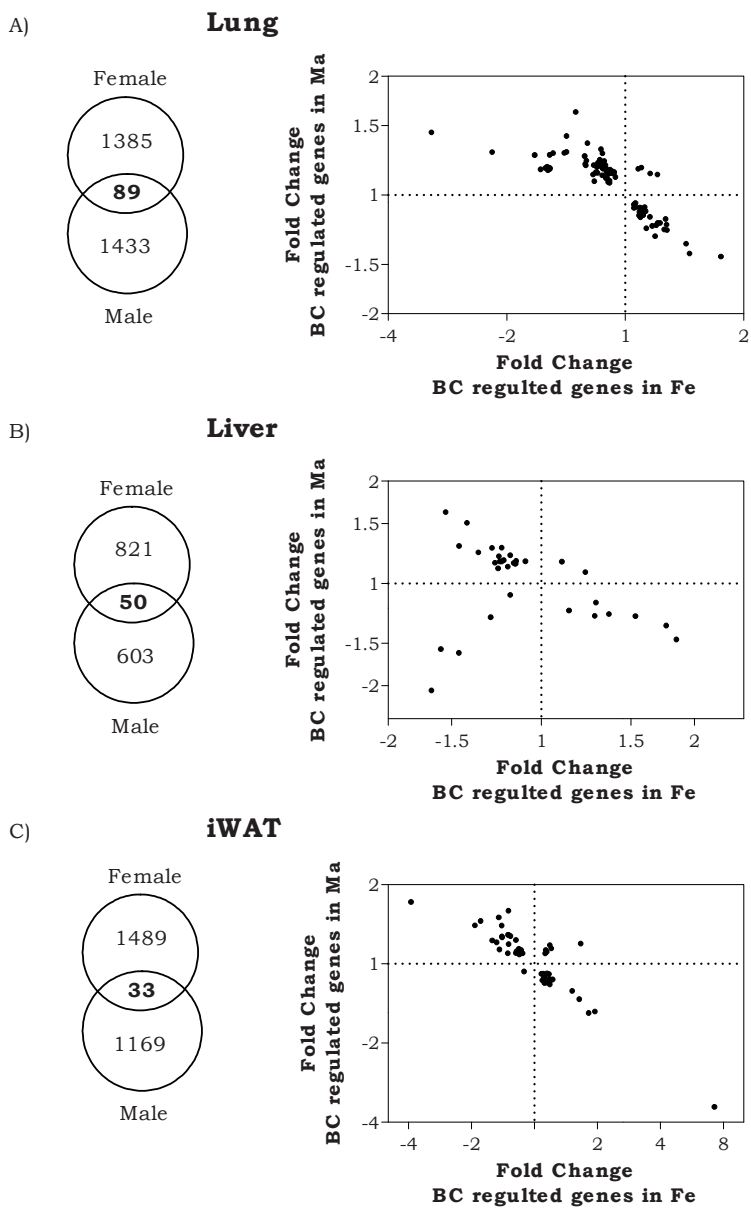 A)
Lung
Female
1385
89
1433
Male
Fold Change
BC regulated genes in Ma
2
1.5
1
-1.5
-2
-4
-2
1
2
Fold Change
BC regulted genes in Fe
B)
Liver
Female
821
50
603
Male
Fold Change
BC regulated genes in Ma
2
1.5
1
-1.5
-2
-2
-1.5
1
1.5
2
Fold Change
BC regulted genes in Fe
C)
iWAT
Female
1489
33
1169
Male
Fold Change
BC regulated genes in Ma
2
1
-2
-4
-4
-2
2
4
8
Fold Change
BC regulted genes in Fe